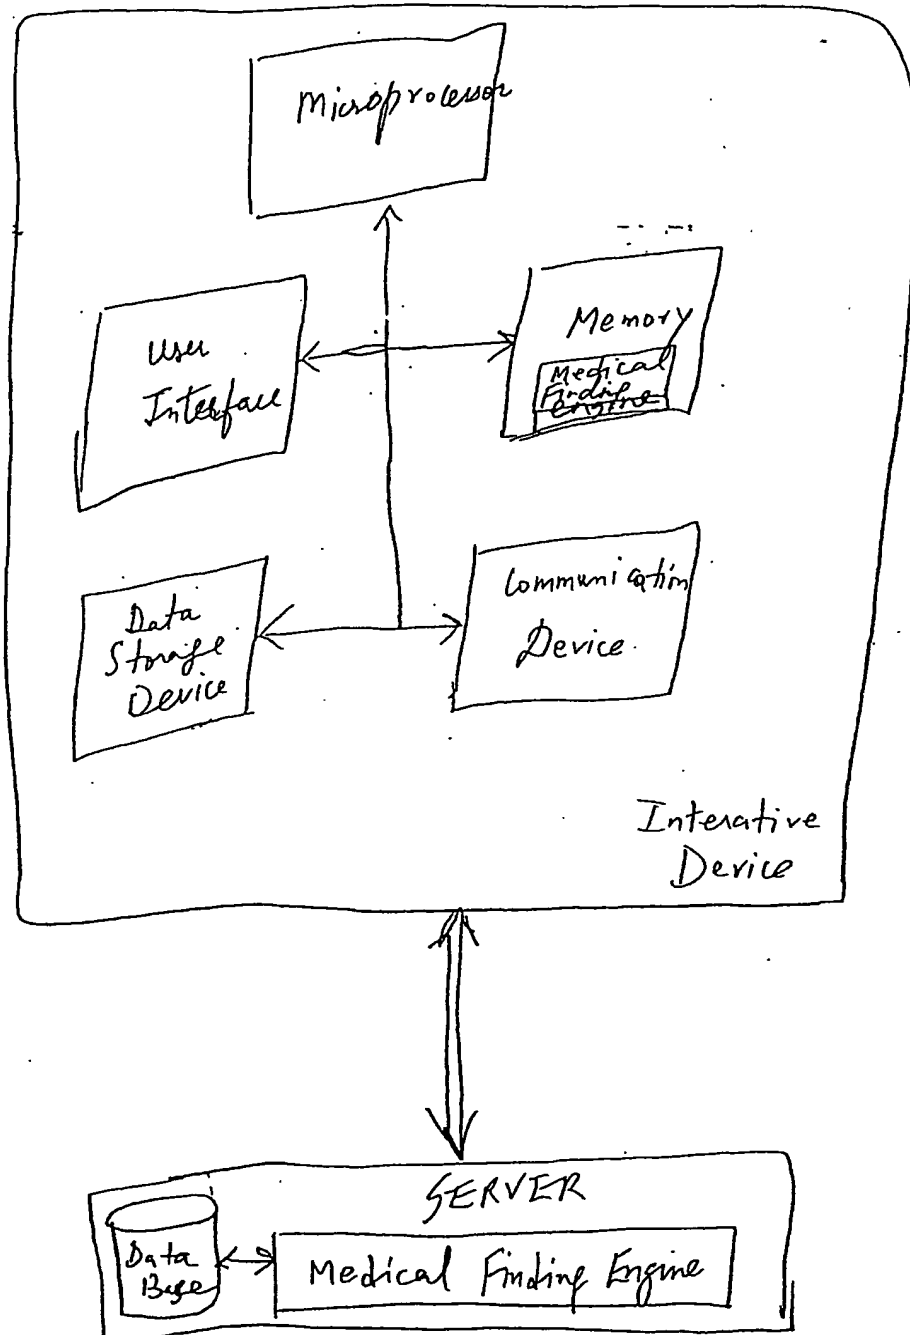 Microprocessor
User
Interface
Memory
Medical
Finding
Engine
Data
Storage
Device
Communication
Device
Interative
Device
SERVER
Data
Base
Medical Finding Engine